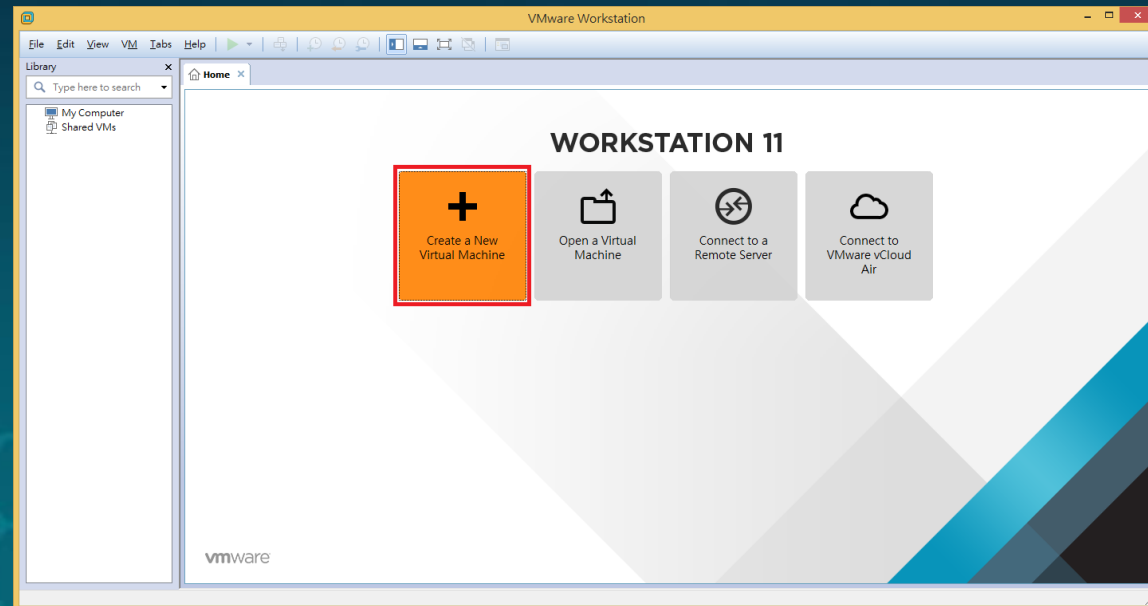 VMware Workstation
File Edit View VM Tabs Help
Library
Type here to search
My Computer
Shared VMs
Home
WORKSTATION 11
Create a New
Virtual Machine
Open a Virtual
Machine
Connect to a
Remote Server
Connect to
VMware vCloud
Air
vmware